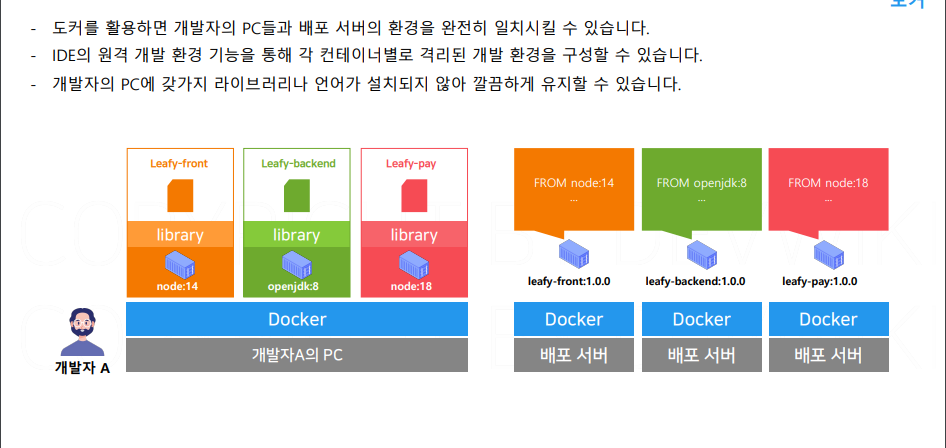 - 도커를 활용하면 개발자의 PC들과 배포 서버의 환경을 완전히 일치시킬 수 있습니다.
- IDE의 원격 개발 환경 기능을 통해 각 컨테이너별로 격리된 개발 환경을 구성할 수 있습니다.
- 개발자의 PC에 갖가지 라이브러리나 언어가 설치되지 않아 깔끔하게 유지할 수 있습니다.
Leafy-front Leafy-backend Leafy-pay
library library library
node:14 openjdk:8 node:18
Docker
개발자A의 PC
개발자 A
FROM node:14 FROM openjdk:8 FROM node:18
... ... ...
leafy-front:1.0.0 leafy-backend:1.0.0 leafy-pay:1.0.0
Docker Docker Docker
배포 서버 배포 서버 배포 서버